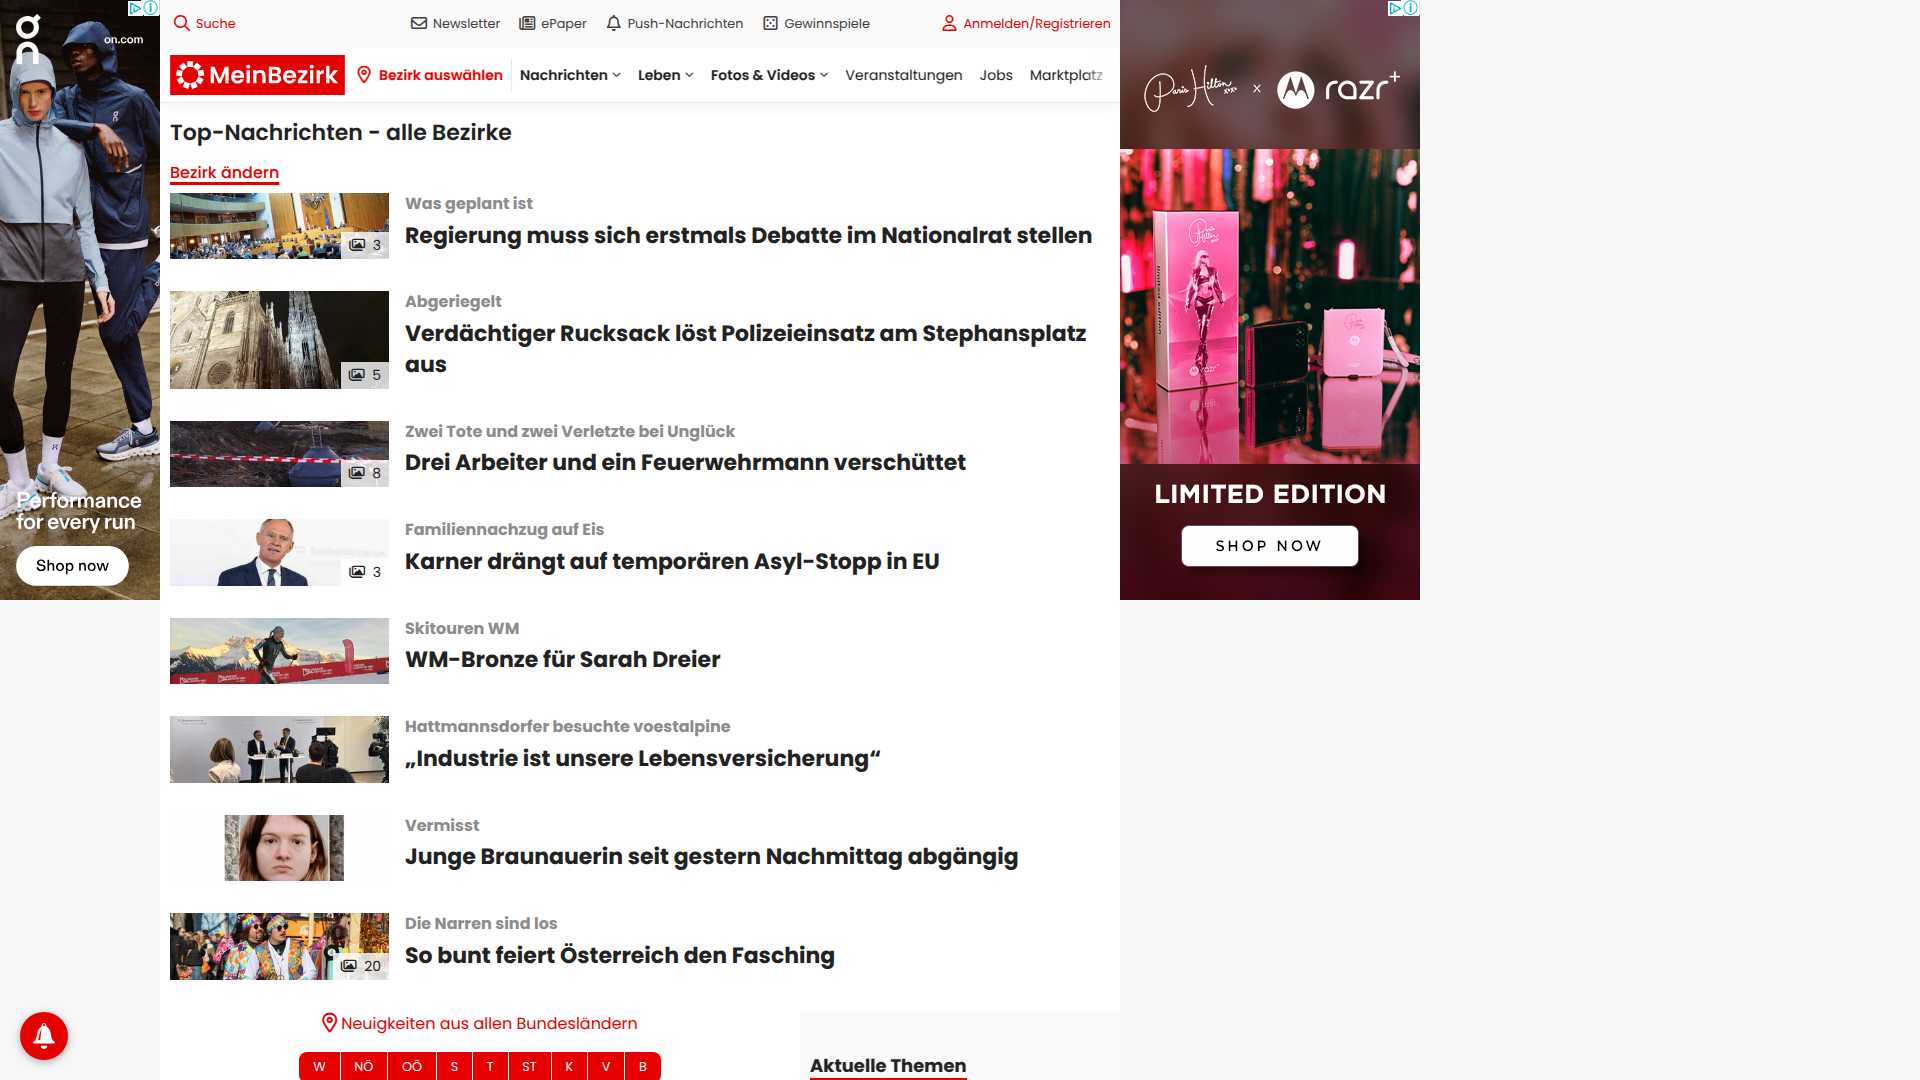 Suche
Newsletter
ePaper
Push-Nachrichten
Gewinnspiele
Anmelden/Registrieren
MeinBezirk
Bezirk auswählen
Nachrichten
Leben
Fotos & Videos
Veranstaltungen
Jobs
Marktplatz
on
on.com
Performance
for every run
Shop now
Top-Nachrichten - alle Bezirke
Bezirk ändern
3
Was geplant ist
Regierung muss sich erstmals Debatte im Nationalrat stellen
5
Abgeriegelt
Verdächtiger Rucksack löst Polizeieinsatz am Stephansplatz
aus
8
Zwei Tote und zwei Verletzte bei Unglück
Drei Arbeiter und ein Feuerwehrmann verschüttet
3
Familiennachzug auf Eis
Karner drängt auf temporären Asyl-Stopp in EU
Skitouren WM
WM-Bronze für Sarah Dreier
Hattmannsdorfer besuchte voestalpine
„Industrie ist unsere Lebensversicherung“
Vermisst
Junge Braunauerin seit gestern Nachmittag abgängig
20
Die Narren sind los
So bunt feiert Österreich den Fasching
Neuigkeiten aus allen Bundesländern
W NÖ OÖ S T ST K V B
Aktuelle Themen
Paris Hilton x razr+
limited edition
razr
LIMITED EDITION
SHOP NOW